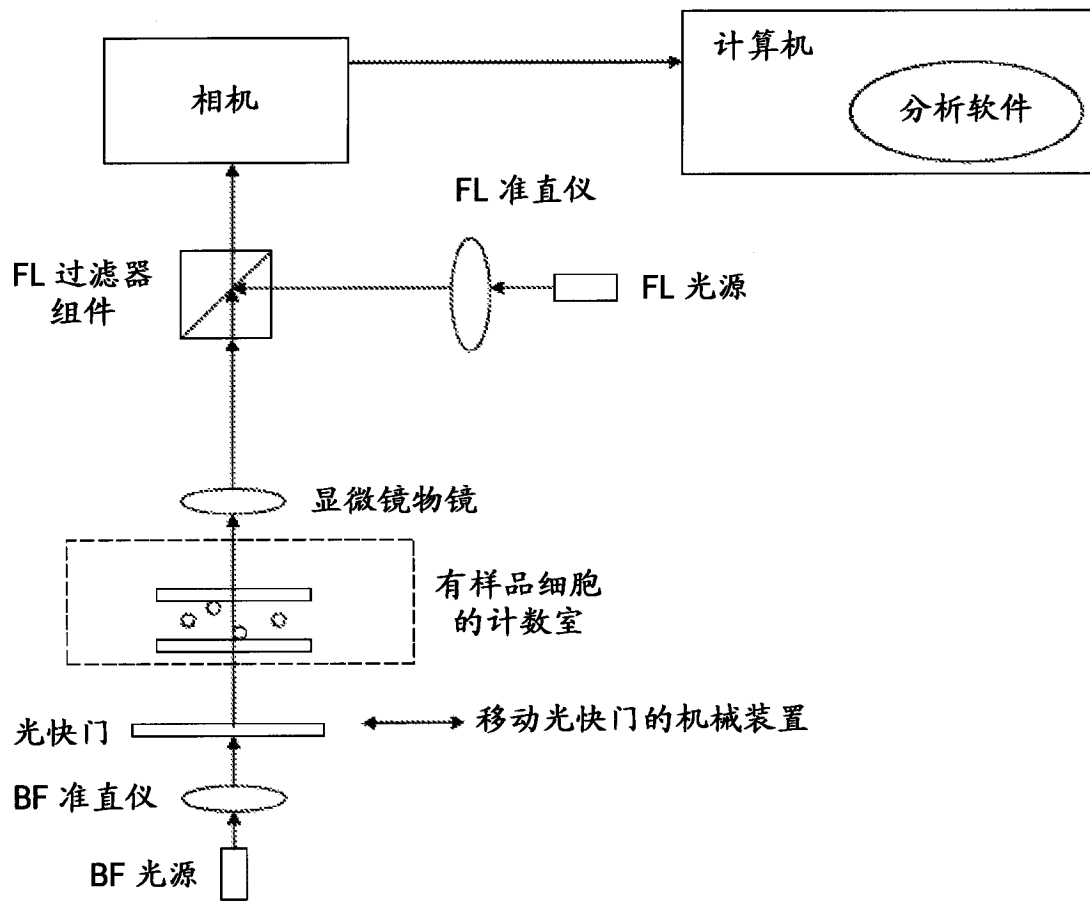 计算机
相机
分析软件
FL 准直仪
FL 过滤器
组件
FL 光源
显微镜物镜
有样品细胞
的计数室
光快门
移动光快门的机械装置
BF 准直仪
BF 光源